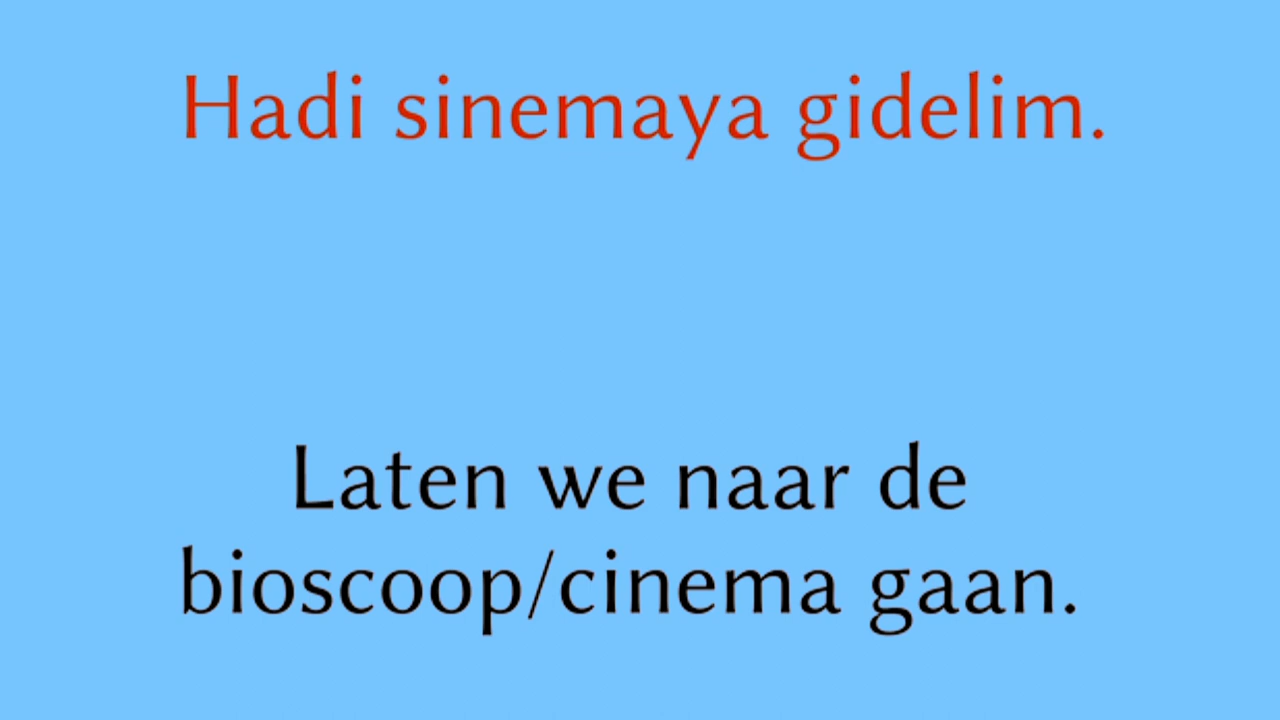 Hadi sinemaya gidelim.
Laten we naar de
bioscoop/cinema gaan.